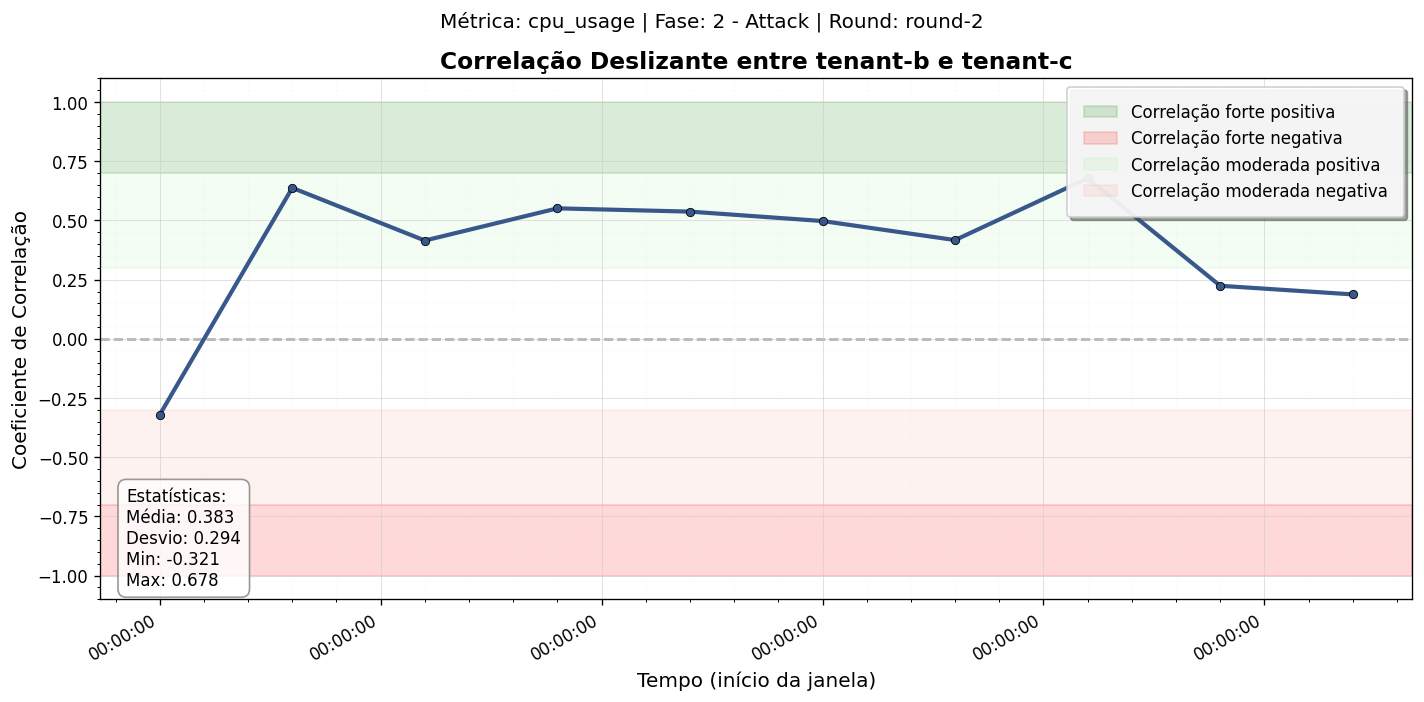 Métrica: cpu_usage | Fase: 2 - Attack | Round: round-2
Correlação Deslizante entre tenant-b e tenant-c
Coeficiente de Correlação
1.00
0.75
0.50
0.25
0.00
−0.25
−0.50
−0.75
−1.00
Correlação forte positiva
Correlação forte negativa
Correlação moderada positiva
Correlação moderada negativa
Estatísticas:
Média: 0.383
Desvio: 0.294
Min: -0.321
Max: 0.678
00:00:00
00:00:00
00:00:00
00:00:00
00:00:00
00:00:00
Tempo (início da janela)